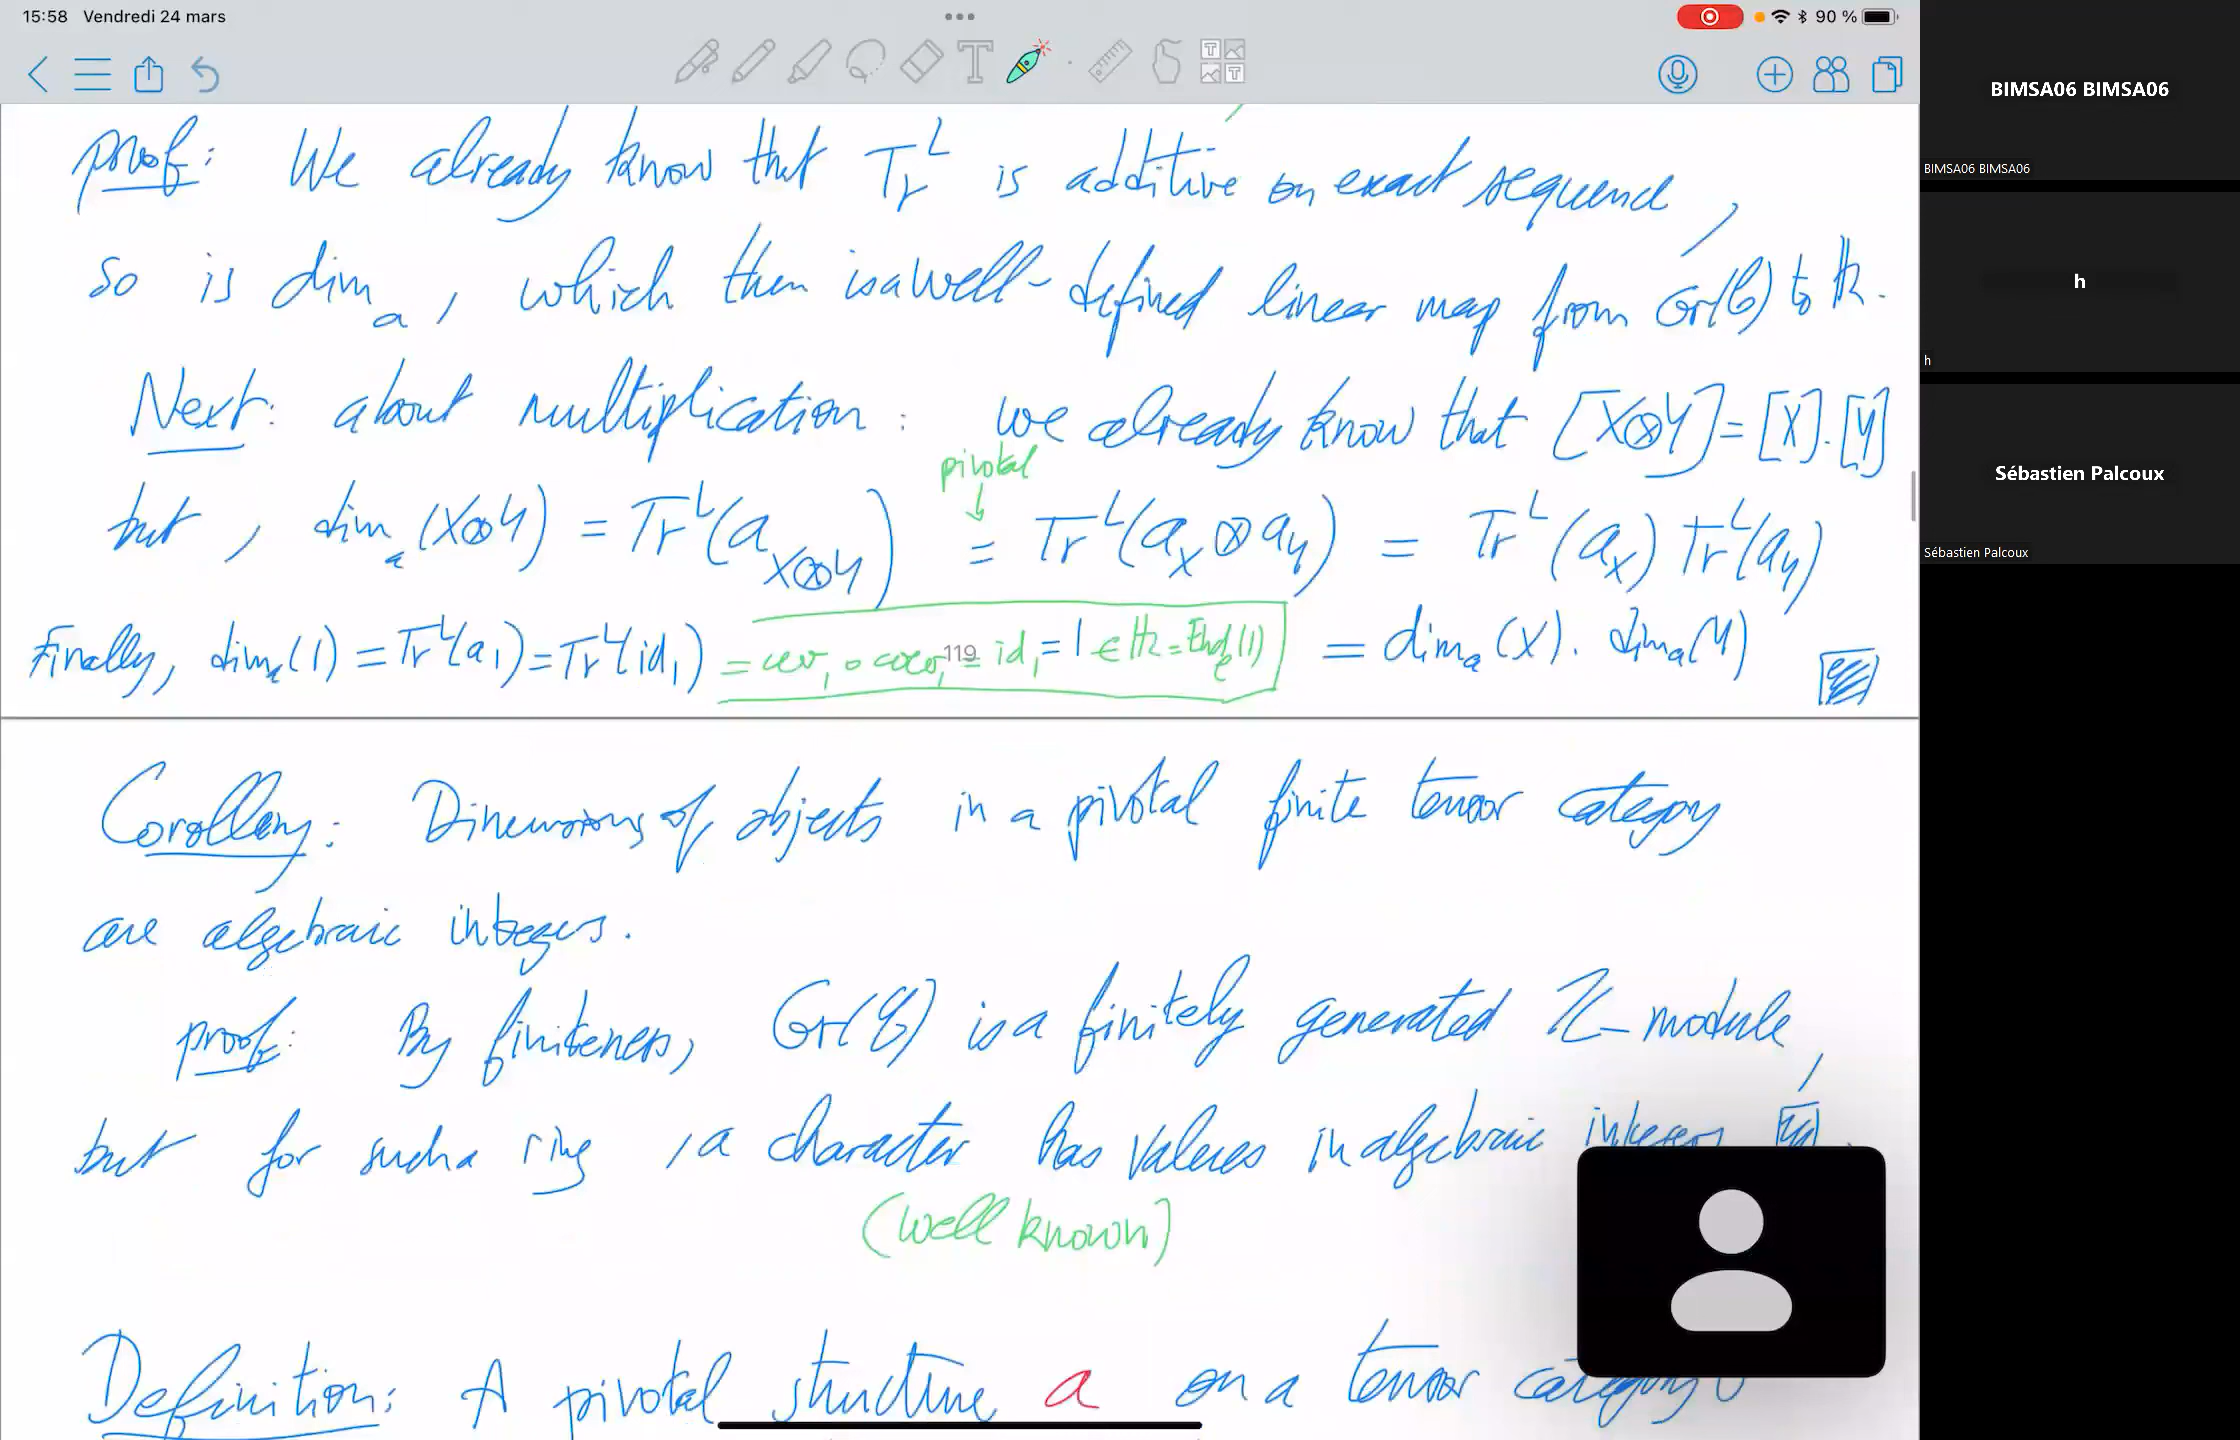 15:58 Vendredi 24 mars
90 %
proof: We already know that Tr^L is additive on exact sequence,
so is dim_a, which then is a well-defined linear map from Gr(C) to k.
Next: about multiplication: we already know that [X⊗Y]=[X].[Y]
pivotal
↓
but, dim_a(X⊗Y) = Tr^L(a_{X⊗Y}) = Tr^L(a_X⊗a_Y) = Tr^L(a_X) Tr^L(a_Y)
Finally, dim_a(1) = Tr^L(a_1) = Tr^L(id_1) = ev_1 ∘ coev_1 = id_1 = 1 ∈ k = End_C(1) = dim_a(X). dim_a(Y)
119
Corollary: Dimensions of objects in a pivotal finite tensor category
are algebraic integers.
proof: By finiteness, Gr(C) is a finitely generated Z-module,
but for such a ring, a character has values in algebraic integers
(well known)
Definition: A pivotal structure a on a tensor category
BIMSA06 BIMSA06
BIMSA06 BIMSA06
h
h
Sébastien Palcoux
Sébastien Palcoux